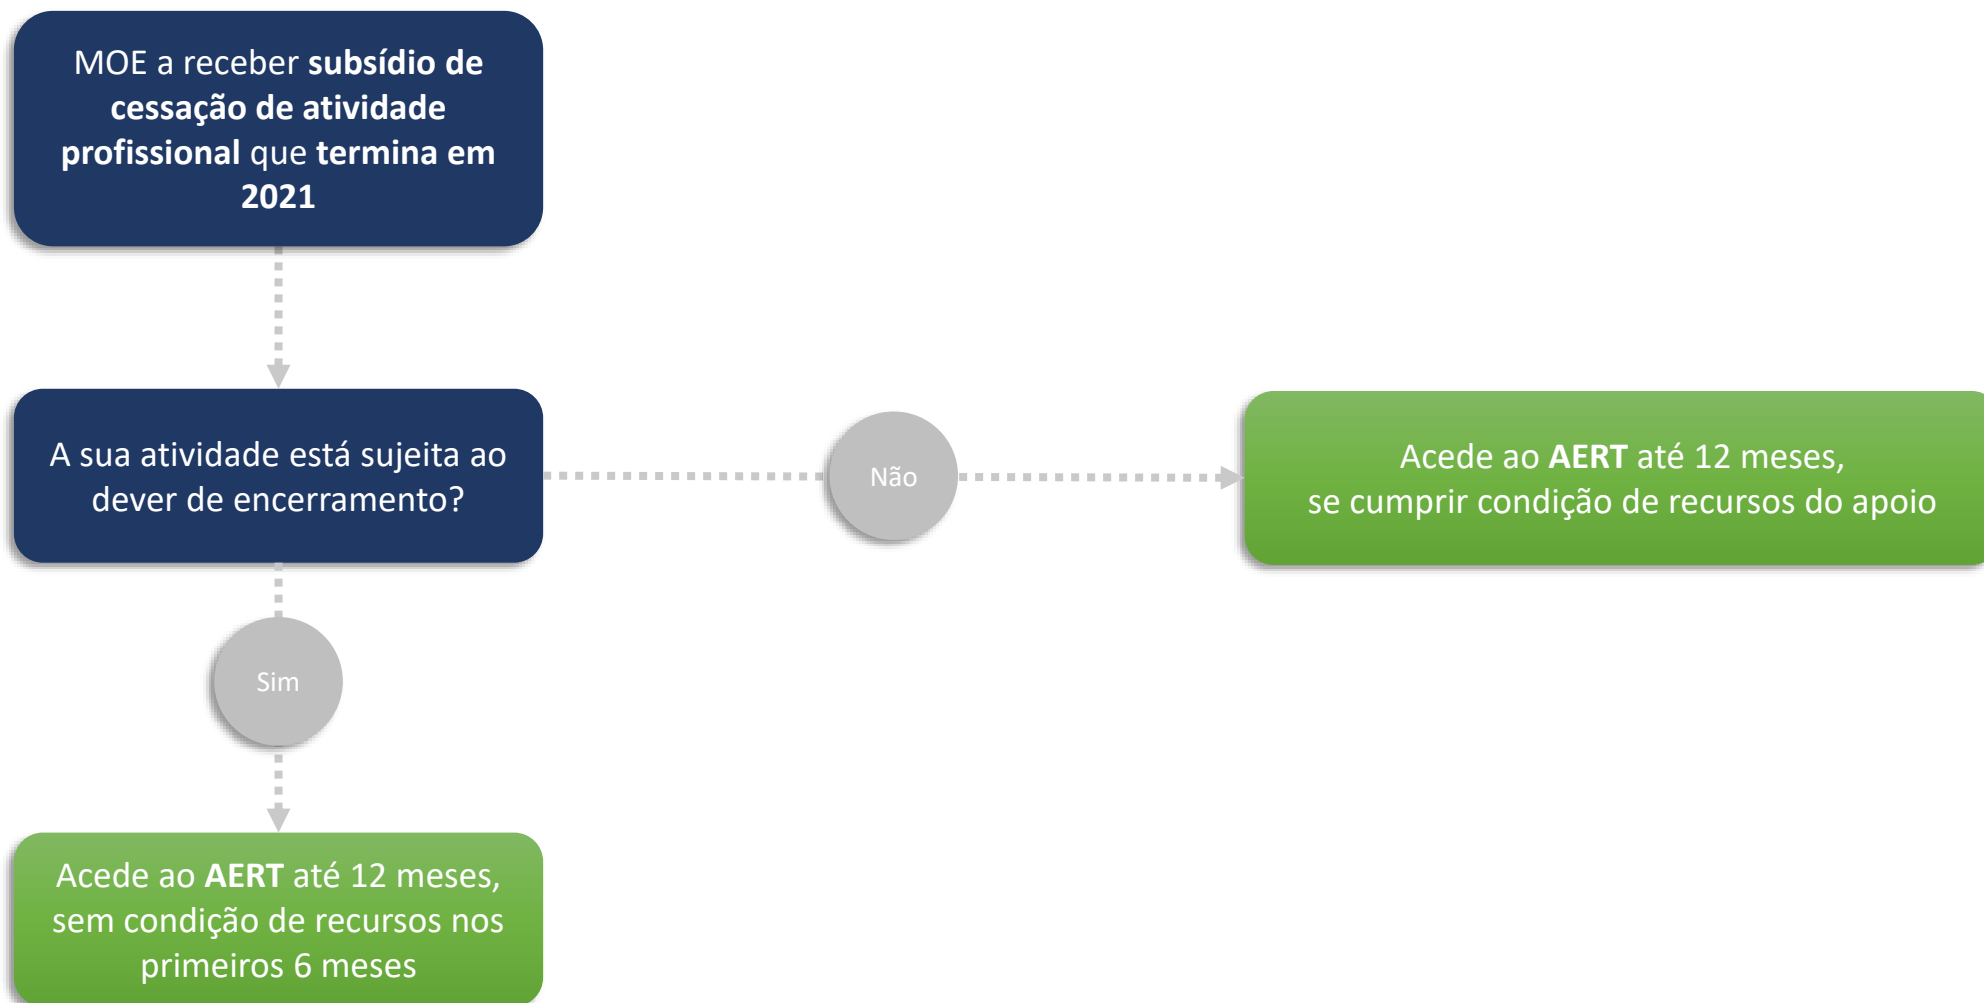 MOE a receber subsídio de
cessação de atividade
profissional que termina em
2021
A sua atividade está sujeita ao
dever de encerramento?
Não
Acede ao AERT até 12 meses,
se cumprir condição de recursos do apoio
Sim
Acede ao AERT até 12 meses,
sem condição de recursos nos
primeiros 6 meses